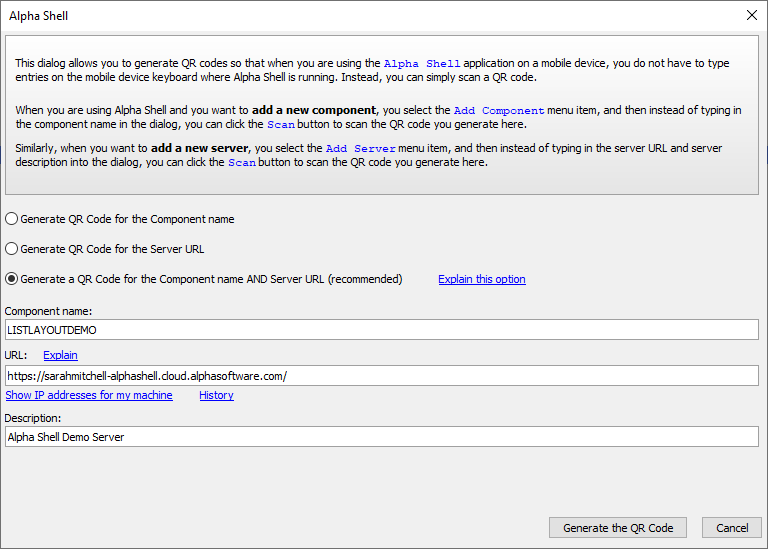 Alpha Shell
This dialog allows you to generate QR codes so that when you are using the Alpha Shell application on a mobile device, you do not have to type
entries on the mobile device keyboard where Alpha Shell is running. Instead, you can simply scan a QR code.
When you are using Alpha Shell and you want to add a new component, you select the Add Component menu item, and then instead of typing in
the component name in the dialog, you can click the Scan button to scan the QR code you generate here.
Similarly, when you want to add a new server, you select the Add Server menu item, and then instead of typing in the server URL and server
description into the dialog, you can click the Scan button to scan the QR code you generate here.
Generate QR Code for the Component name
Generate QR Code for the Server URL
Generate a QR Code for the Component name AND Server URL (recommended) Explain this option
Component name:
LISTLAYOUTDEMO
URL: Explain
https://sarahmitchell-alphashell.cloud.alphasoftware.com/
Show IP addresses for my machine History
Description:
Alpha Shell Demo Server
Generate the QR Code Cancel